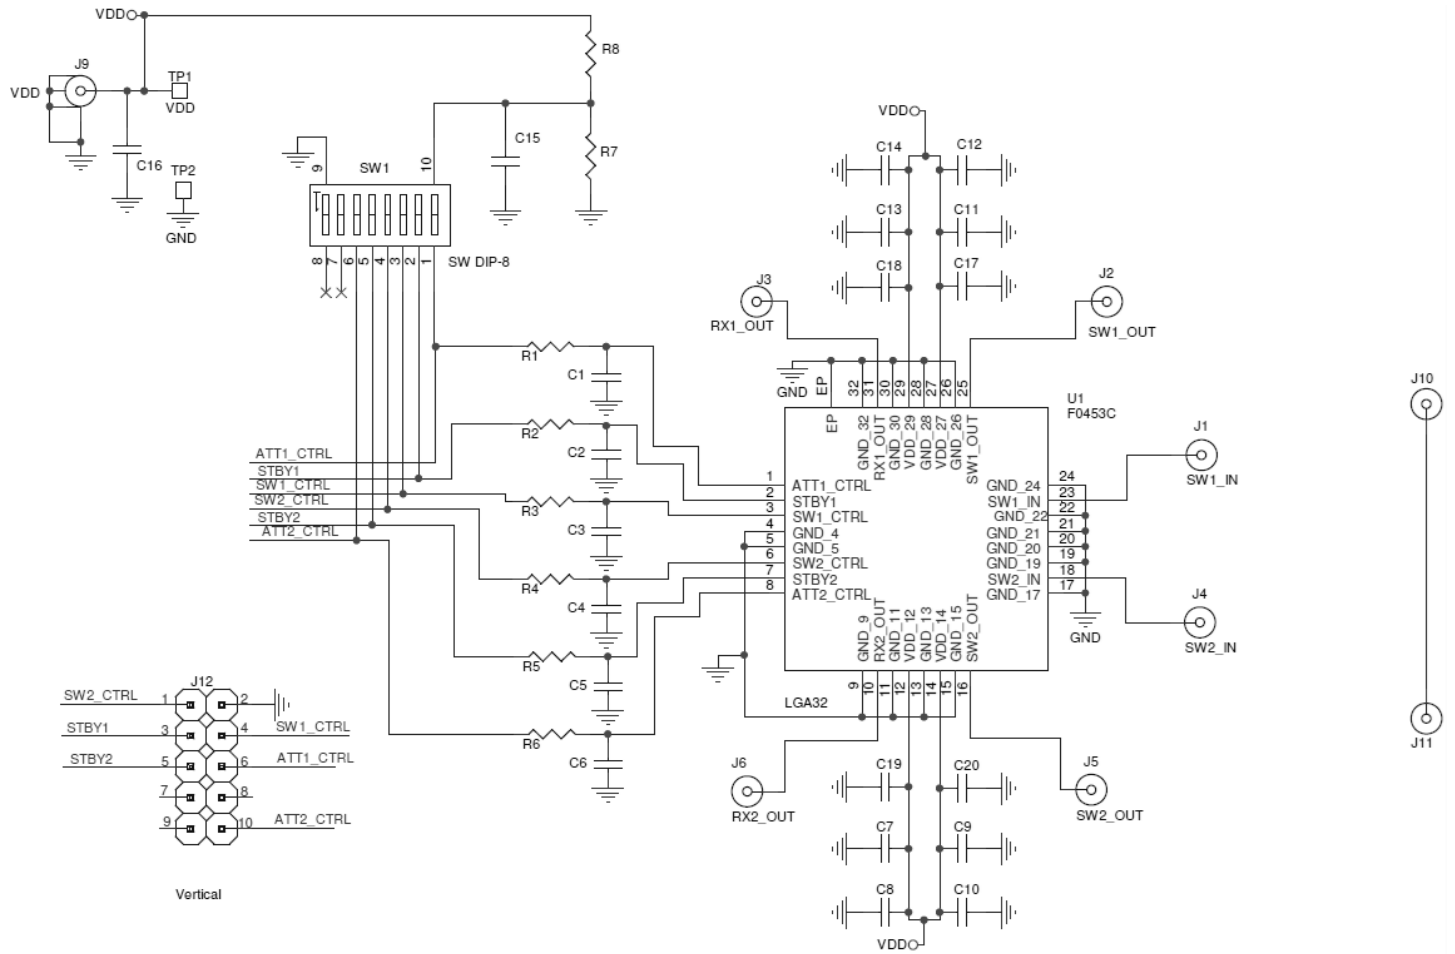 VDD
R8
J9
TP1
VDD
VDD
C16
TP2
GND
SW1
9
10
C15
R7
8
7
6
5
4
3
2
1
SW DIP-8
VDD
C14
C12
C13
C11
C18
C17
J3
RX1_OUT
J2
SW1_OUT
R1
C1
R2
C2
R3
C3
R4
C4
R5
C5
R6
C6
ATT1_CTRL
STBY1
SW1_CTRL
SW2_CTRL
STBY2
ATT2_CTRL
GND
EP
32
31
30
29
28
27
26
25
U1
F0453C
EP
GND_32
RX1_OUT
GND_30
VDD_29
GND_28
VDD_27
GND_26
SW1_OUT
1
ATT1_CTRL
2
STBY1
3
SW1_CTRL
4
GND_4
5
GND_5
6
SW2_CTRL
7
STBY2
8
ATT2_CTRL
GND_24
24
SW1_IN
23
GND_22
22
GND_21
21
GND_20
20
GND_19
19
SW2_IN
18
GND_17
17
GND
GND_9
RX2_OUT
GND_11
VDD_12
GND_13
VDD_14
GND_15
SW2_OUT
LGA32
9
10
11
12
13
14
15
16
J1
SW1_IN
J4
SW2_IN
J10
J11
J6
RX2_OUT
J5
SW2_OUT
C19
C20
C7
C9
C8
C10
VDD
J12
SW2_CTRL
1
2
STBY1
3
4
SW1_CTRL
STBY2
5
6
ATT1_CTRL
7
8
9
10
ATT2_CTRL
Vertical